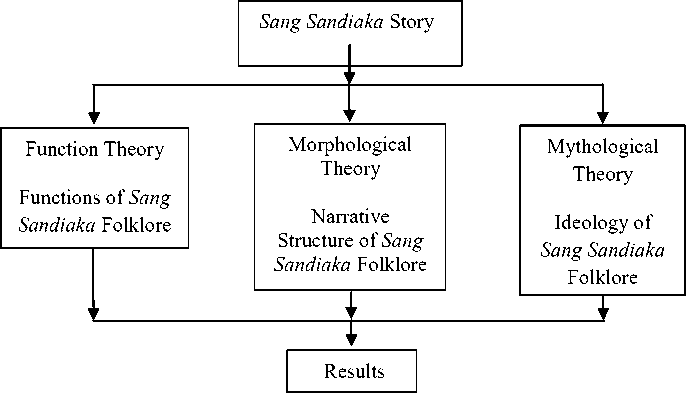 Sang Sandiaka Story
Function Theory
Functions of Sang
Sandiaka Folklore
Morphological
Theory
Narrative
Structure of Sang
Sandiaka Folklore
Mythological
Theory
Ideology of
Sang Sandiaka
Folklore
Results